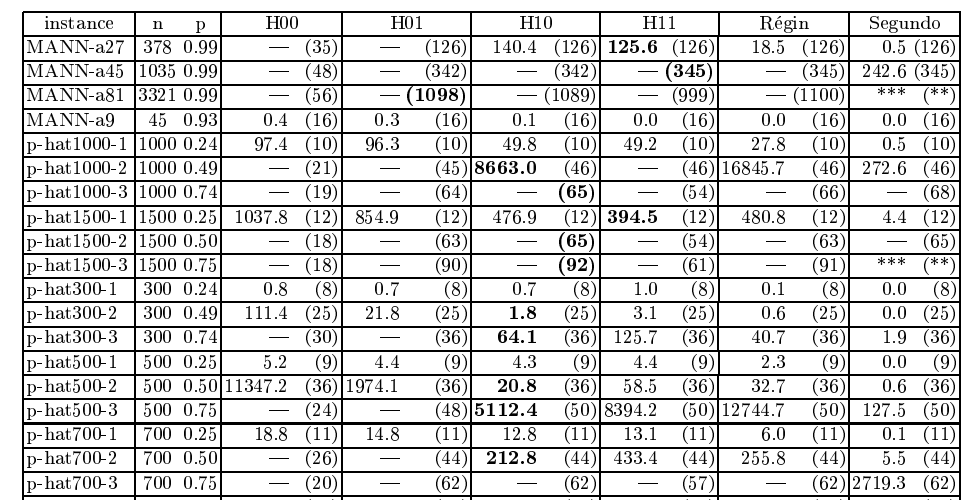 instance n p H00 H01 H10 H11 Régin Segundo
MANN-a27 378 0.99 — (35) — (126) 140.4 (126) 125.6 (126) 18.5 (126) 0.5 (126)
MANN-a45 1035 0.99 — (48) — (342) — (342) — (345) — (345) 242.6 (345)
MANN-a81 3321 0.99 — (56) — (1098) — (1089) — (999) — (1100) *** (**)
MANN-a9 45 0.93 0.4 (16) 0.3 (16) 0.1 (16) 0.0 (16) 0.0 (16) 0.0 (16)
p-hat1000-1 1000 0.24 97.4 (10) 96.3 (10) 49.8 (10) 49.2 (10) 27.8 (10) 0.5 (10)
p-hat1000-2 1000 0.49 — (21) — (45) 8663.0 (46) — (46) 16845.7 (46) 272.6 (46)
p-hat1000-3 1000 0.74 — (19) — (64) — (65) — (54) — (66) — (68)
p-hat1500-1 1500 0.25 1037.8 (12) 854.9 (12) 476.9 (12) 394.5 (12) 480.8 (12) 4.4 (12)
p-hat1500-2 1500 0.50 — (18) — (63) — (65) — (54) — (63) — (65)
p-hat1500-3 1500 0.75 — (18) — (90) — (92) — (61) — (91) *** (**)
p-hat300-1 300 0.24 0.8 (8) 0.7 (8) 0.7 (8) 1.0 (8) 0.1 (8) 0.0 (8)
p-hat300-2 300 0.49 111.4 (25) 21.8 (25) 1.8 (25) 3.1 (25) 0.6 (25) 0.0 (25)
p-hat300-3 300 0.74 — (30) — (36) 64.1 (36) 125.7 (36) 40.7 (36) 1.9 (36)
p-hat500-1 500 0.25 5.2 (9) 4.4 (9) 4.3 (9) 4.4 (9) 2.3 (9) 0.0 (9)
p-hat500-2 500 0.50 11347.2 (36) 1974.1 (36) 20.8 (36) 58.5 (36) 32.7 (36) 0.6 (36)
p-hat500-3 500 0.75 — (24) — (48) 5112.4 (50) 8394.2 (50) 12744.7 (50) 127.5 (50)
p-hat700-1 700 0.25 18.8 (11) 14.8 (11) 12.8 (11) 13.1 (11) 6.0 (11) 0.1 (11)
p-hat700-2 700 0.50 — (26) — (44) 212.8 (44) 433.4 (44) 255.8 (44) 5.5 (44)
p-hat700-3 700 0.75 — (20) — (62) — (62) — (57) — (62) 2719.3 (62)